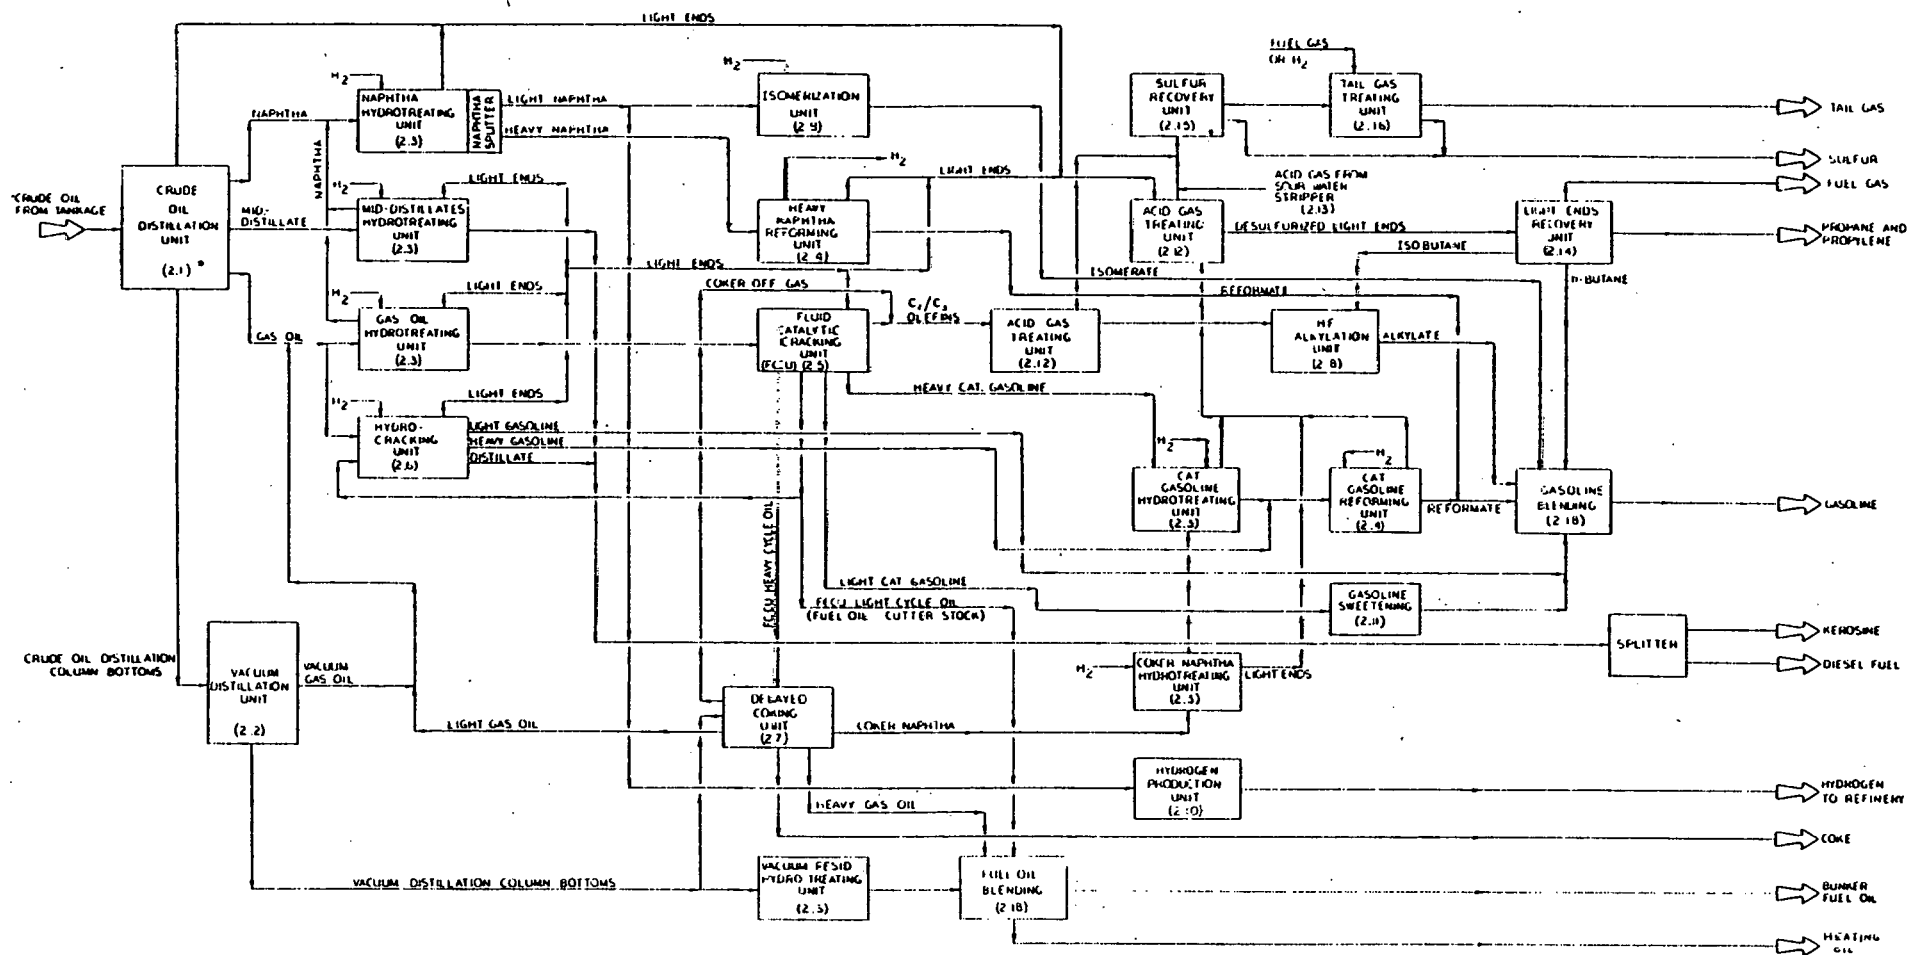 LIGHT ENDS
FUEL GAS
OR H2
H2
NAPHTHA
HYDROTREATING
UNIT
(2.3)
NAPHTHA
SPLITTER
LIGHT NAPHTHA
HEAVY NAPHTHA
H2
ISOMERIZATION
UNIT
(2.9)
SULFUR
RECOVERY
UNIT
(2.15)
TAIL GAS
TREATING
UNIT
(2.16)
TAIL GAS
SULFUR
FUEL GAS
NAPHTHA
NAPHTHA
CRUDE OIL
FROM TANKAGE
CRUDE
OIL
DISTILLATION
UNIT
(2.1)*
MID-
DISTILLATE
H2
MID-DISTILLATES
HYDROTREATING
UNIT
(2.3)
LIGHT ENDS
H2
HEAVY
NAPHTHA
REFORMING
UNIT
(2.4)
LIGHT ENDS
ACID GAS FROM
SOUR WATER
STRIPPER
(2.13)
ACID GAS
TREATING
UNIT
(2.12)
DESULFURIZED LIGHT ENDS
LIGHT ENDS
RECOVERY
UNIT
(2.14)
PROPANE AND
PROPYLENE
ISOBUTANE
n-BUTANE
LIGHT ENDS
ISOMERATE
REFORMATE
GAS OIL
H2
GAS OIL
HYDROTREATING
UNIT
(2.3)
LIGHT ENDS
COKER OFF GAS
FLUID
CATALYTIC
CRACKING
UNIT
(FCCU) (2.5)
OLEFINS
ACID GAS
TREATING
UNIT
(2.12)
HF
ALKYLATION
UNIT
(2.8)
ALKYLATE
HEAVY CAT. GASOLINE
H2
HYDRO-
CRACKING
UNIT
(2.6)
LIGHT ENDS
LIGHT GASOLINE
HEAVY GASOLINE
DISTILLATE
H2
CAT
GASOLINE
HYDROTREATING
UNIT
(2.3)
H2
CAT
GASOLINE
REFORMING
UNIT
(2.4)
REFORMATE
GASOLINE
BLENDING
(2.18)
GASOLINE
FCCU HEAVY CYCLE OIL
LIGHT CAT GASOLINE
FCCU LIGHT CYCLE OIL
(FUEL OIL CUTTER STOCK)
GASOLINE
SWEETENING
(2.11)
SPLITTER
KEROSINE
DIESEL FUEL
CRUDE OIL DISTILLATION
COLUMN BOTTOMS
VACUUM
DISTILLATION
UNIT
(2.2)
VACUUM
GAS OIL
LIGHT GAS OIL
DELAYED
COKING
UNIT
(2.7)
COKER NAPHTHA
H2
COKER NAPHTHA
HYDROTREATING
UNIT
(2.3)
LIGHT ENDS
HYDROGEN
PRODUCTION
UNIT
(2.10)
HYDROGEN
TO REFINERY
HEAVY GAS OIL
COKE
VACUUM DISTILLATION COLUMN BOTTOMS
VACUUM RESID
HYDRO TREATING
UNIT
(2.3)
FUEL OIL
BLENDING
(2.18)
BUNKER
FUEL OIL
HEATING
OIL